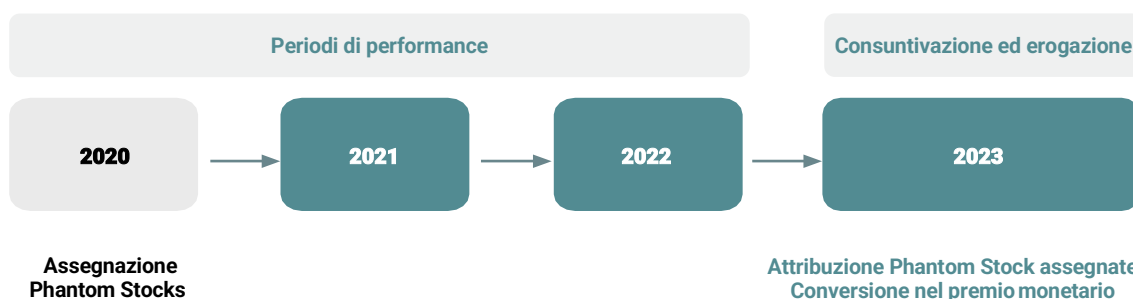 Periodi di performance
Consuntivazione ed erogazione
2020
2021
2022
2023
Assegnazione
Phantom Stocks
Attribuzione Phantom Stock assegnate
Conversione nel premio monetario